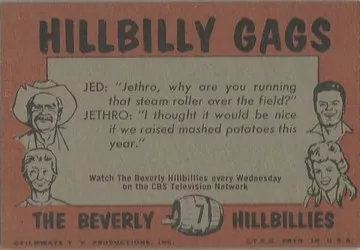 HILLBILLY GAGS
JED: "Jethro, why are you running
that steam roller over the field?"
JETHRO: "I thought it would be nice
if we raised mashed potatoes this
year."
Watch The Beverly Hillbillies every Wednesday
on the CBS Television Network
THE BEVERLY 7 HILLBILLIES
FILMWAYS T V PRODUCTIONS, INC.
©T.C.G. PRTD. IN U.S.A.